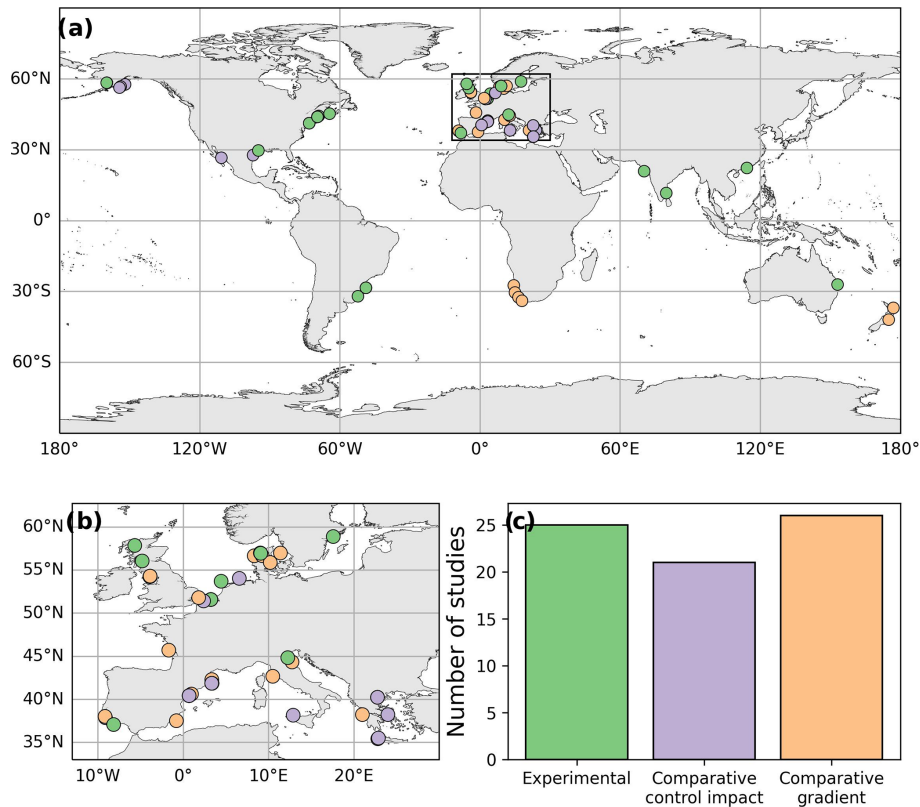 (a)
60°N
30°N
0°
30°S
60°S
180° 120°W 60°W 0° 60°E 120°E 180°
(b)
60°N
55°N
50°N
45°N
40°N
35°N
10°W 0° 10°E 20°E
(c)
Number of studies
25
20
15
10
5
0
Experimental Comparative control impact Comparative gradient